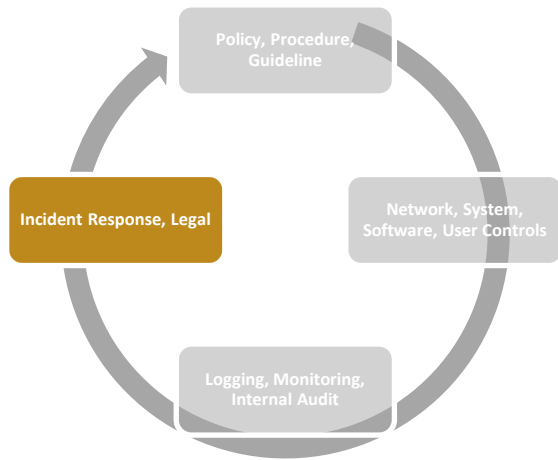 Policy, Procedure,
Guideline
Network, System,
Software, User Controls
Logging, Monitoring,
Internal Audit
Incident Response, Legal